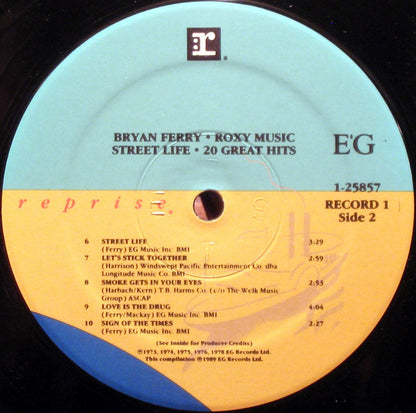 r
BRYAN FERRY • ROXY MUSIC
STREET LIFE • 20 GREAT HITS
E'G
1-25857
reprise
RECORD 1
Side 2
6 STREET LIFE 3:29
(Ferry) EG Music Inc. BMI
7 LET'S STICK TOGETHER 2:59
(Harrison) Windswept Pacific Entertainment Co. dba
Longitude Music Co. BMI
8 SMOKE GETS IN YOUR EYES 2:53
(Harbach/Kern) T.B. Harms Co. (c/o The Welk Music
Group) ASCAP
9 LOVE IS THE DRUG 4:04
(Ferry/Mackay) EG Music Inc. BMI
10 SIGN OF THE TIMES 2:27
(Ferry) EG Music Inc. BMI
(See Inside for Producer Credits)
℗1973, 1974, 1975, 1976, 1978 EG Records Ltd.
This compilation ℗1989 EG Records Ltd.